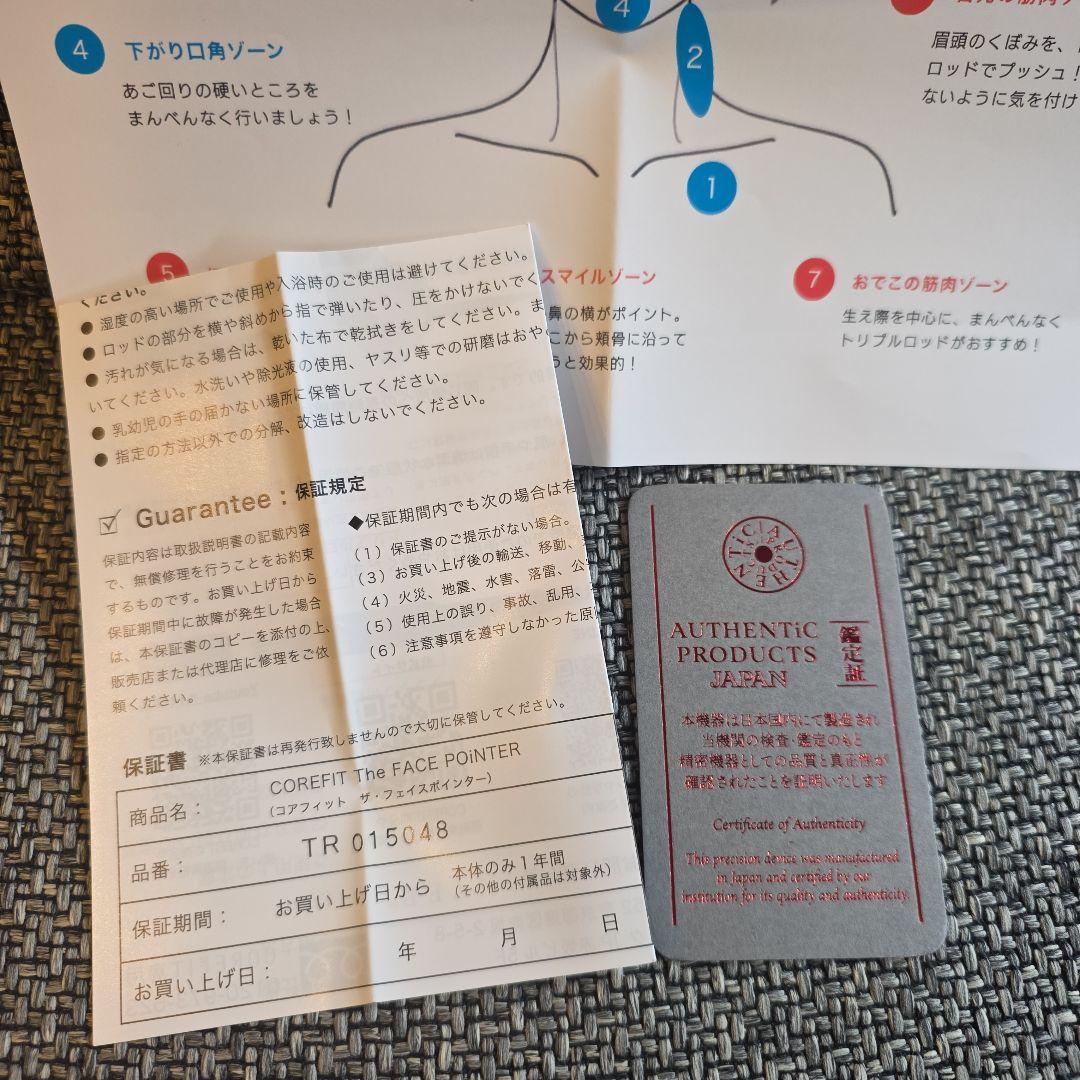 4
下がり口角ゾーン
あご回りの硬いところを
まんべんなく行いましょう！
4
2
1
眉頭のくぼみを、
ロッドでプッシュ！
ないように気を付け
5
スマイルゾーン
鼻の横がポイント。
こから頬骨に沿って
うと効果的！
7
おでこの筋肉ゾーン
生え際を中心に、まんべんなく
トリプルロッドがおすすめ！
ください。
● 湿度の高い場所でご使用や入浴時のご使用は避けてください。
● ロッドの部分を横や斜めから指で弾いたり、圧をかけないでく
● 汚れが気になる場合は、乾いた布で乾拭きをしてください。ま
いてください。水洗いや除光液の使用、ヤスリ等での研磨はおや
● 乳幼児の手の届かない場所に保管してください。
● 指定の方法以外での分解、改造はしないでください。
Guarantee：保証規定
保証内容は取扱説明書の記載内容
で、無償修理を行うことをお約束
するものです。お買い上げ日から
保証期間中に故障が発生した場合
は、本保証書のコピーを添付の上、
販売店または代理店に修理をご依
頼ください。
◆保証期間内でも次の場合は有
（1）保証書のご提示がない場合。
（3）お買い上げ後の輸送、移動、
（4）火災、地震、水害、落雷、公
（5）使用上の誤り、事故、乱用、
（6）注意事項を遵守しなかった原
保証書 ※本保証書は再発行致しませんので大切に保管してください。
商品名： COREFIT The FACE POiNTER
（コアフィット ザ・フェイスポインター）
品番： TR 015048
保証期間： お買い上げ日から 本体のみ１年間
（その他の付属品は対象外）
お買い上げ日： 年 月 日
AUTHENTiC
PRODUCTS
JAPAN
鑑定証
本機器は日本国内にて製造され
当機関の検査・鑑定のもと
精密機器としての品質と真正性が
確認されたことを証明いたします
Certificate of Authenticity
This precision device was manufactured
in Japan and certified by our
institution for its quality and authenticity.